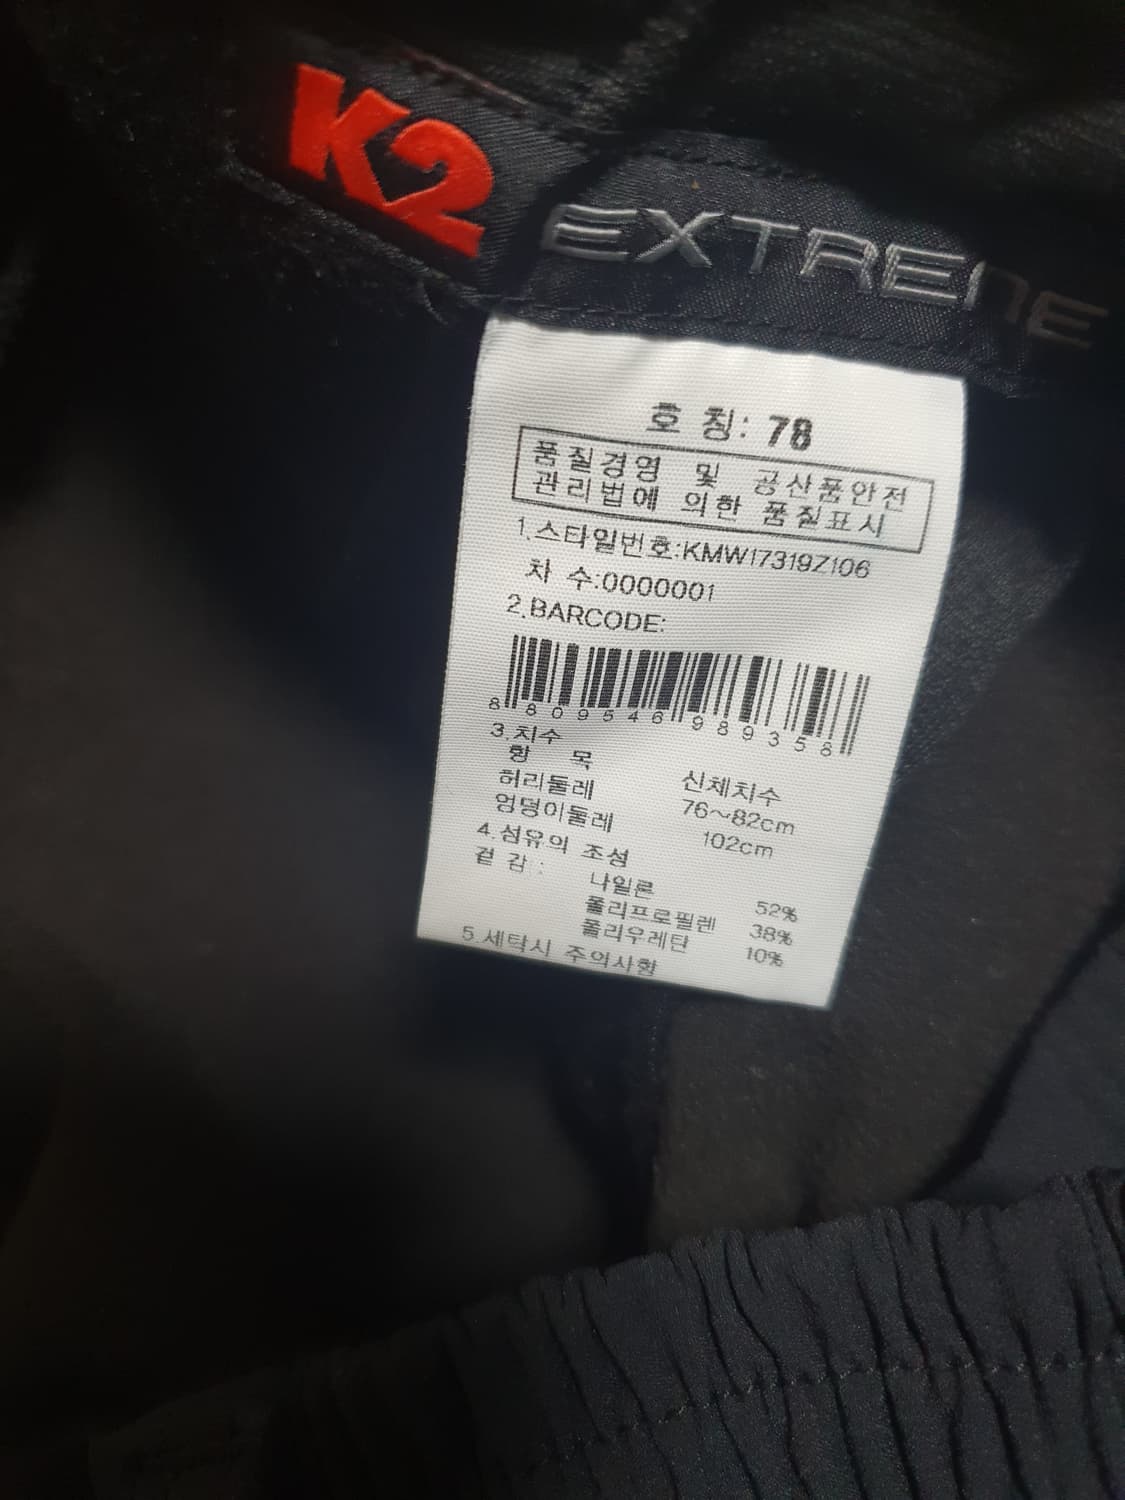 K2 EXTREME
호 칭: 78
품질경영 및 공산품안전
관리법에 의한 품질표시
1.스타일번호:KMW17319Z106
차 수:0000001
2.BARCODE:
8 809546 989358
3.치수
항 목 신체치수
허리둘레 76~82cm
엉덩이둘레 102cm
4.섬유의 조성
겉 감 :
나일론 52%
폴리프로필렌 38%
폴리우레탄 10%
5.세탁시 주의사항